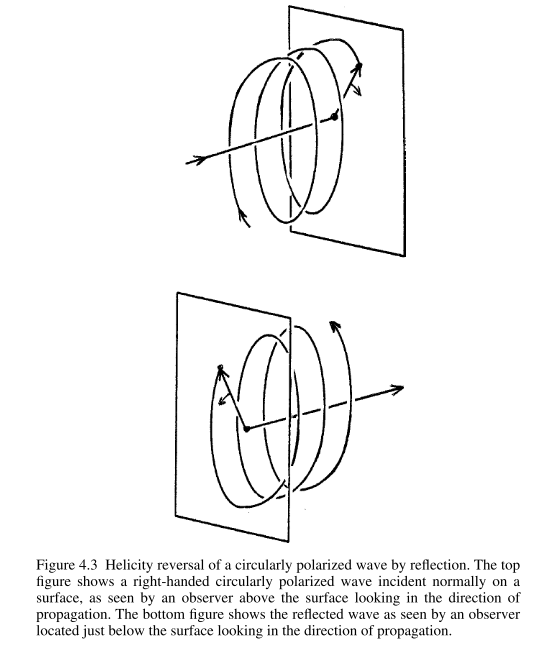 Figure 4.3 Helicity reversal of a circularly polarized wave by reflection. The top
figure shows a right-handed circularly polarized wave incident normally on a
surface, as seen by an observer above the surface looking in the direction of
propagation. The bottom figure shows the reflected wave as seen by an observer
located just below the surface looking in the direction of propagation.